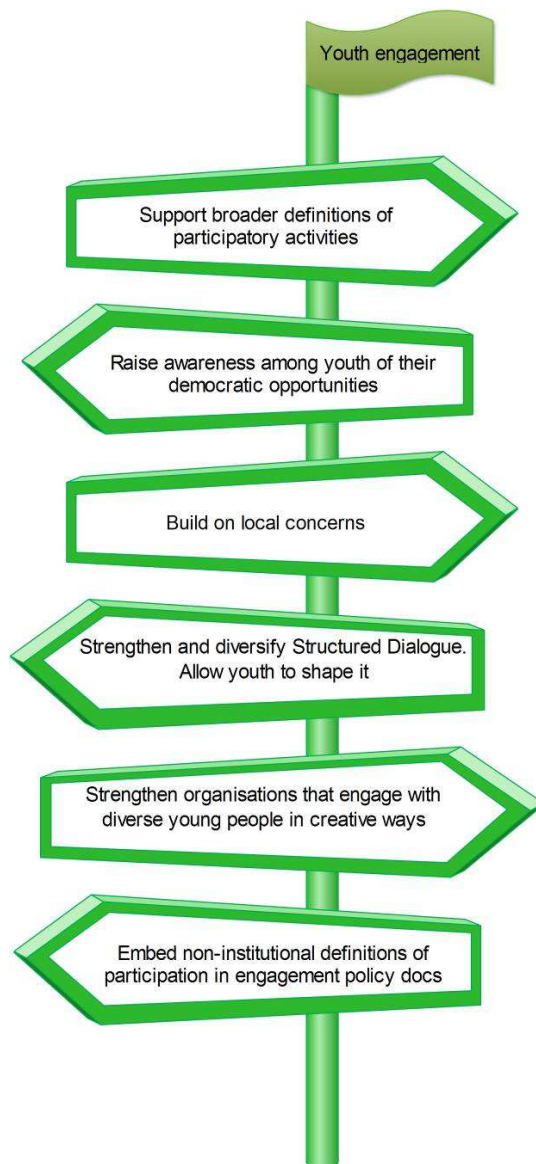 Youth engagement
Support broader definitions of
participatory activities
Raise awareness among youth of their
democratic opportunities
Build on local concerns
Strengthen and diversify Structured Dialogue.
Allow youth to shape it
Strengthen organisations that engage with
diverse young people in creative ways
Embed non-institutional definitions of
participation in engagement policy docs